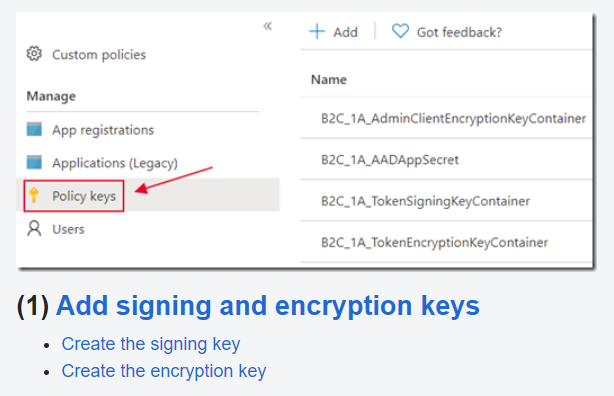 «
Custom policies
Manage
App registrations
Applications (Legacy)
Policy keys
Users
+ Add
Got feedback?
Name
B2C_1A_AdminClientEncryptionKeyContainer
B2C_1A_AADAppSecret
B2C_1A_TokenSigningKeyContainer
B2C_1A_TokenEncryptionKeyContainer
(1) Add signing and encryption keys
• Create the signing key
• Create the encryption key